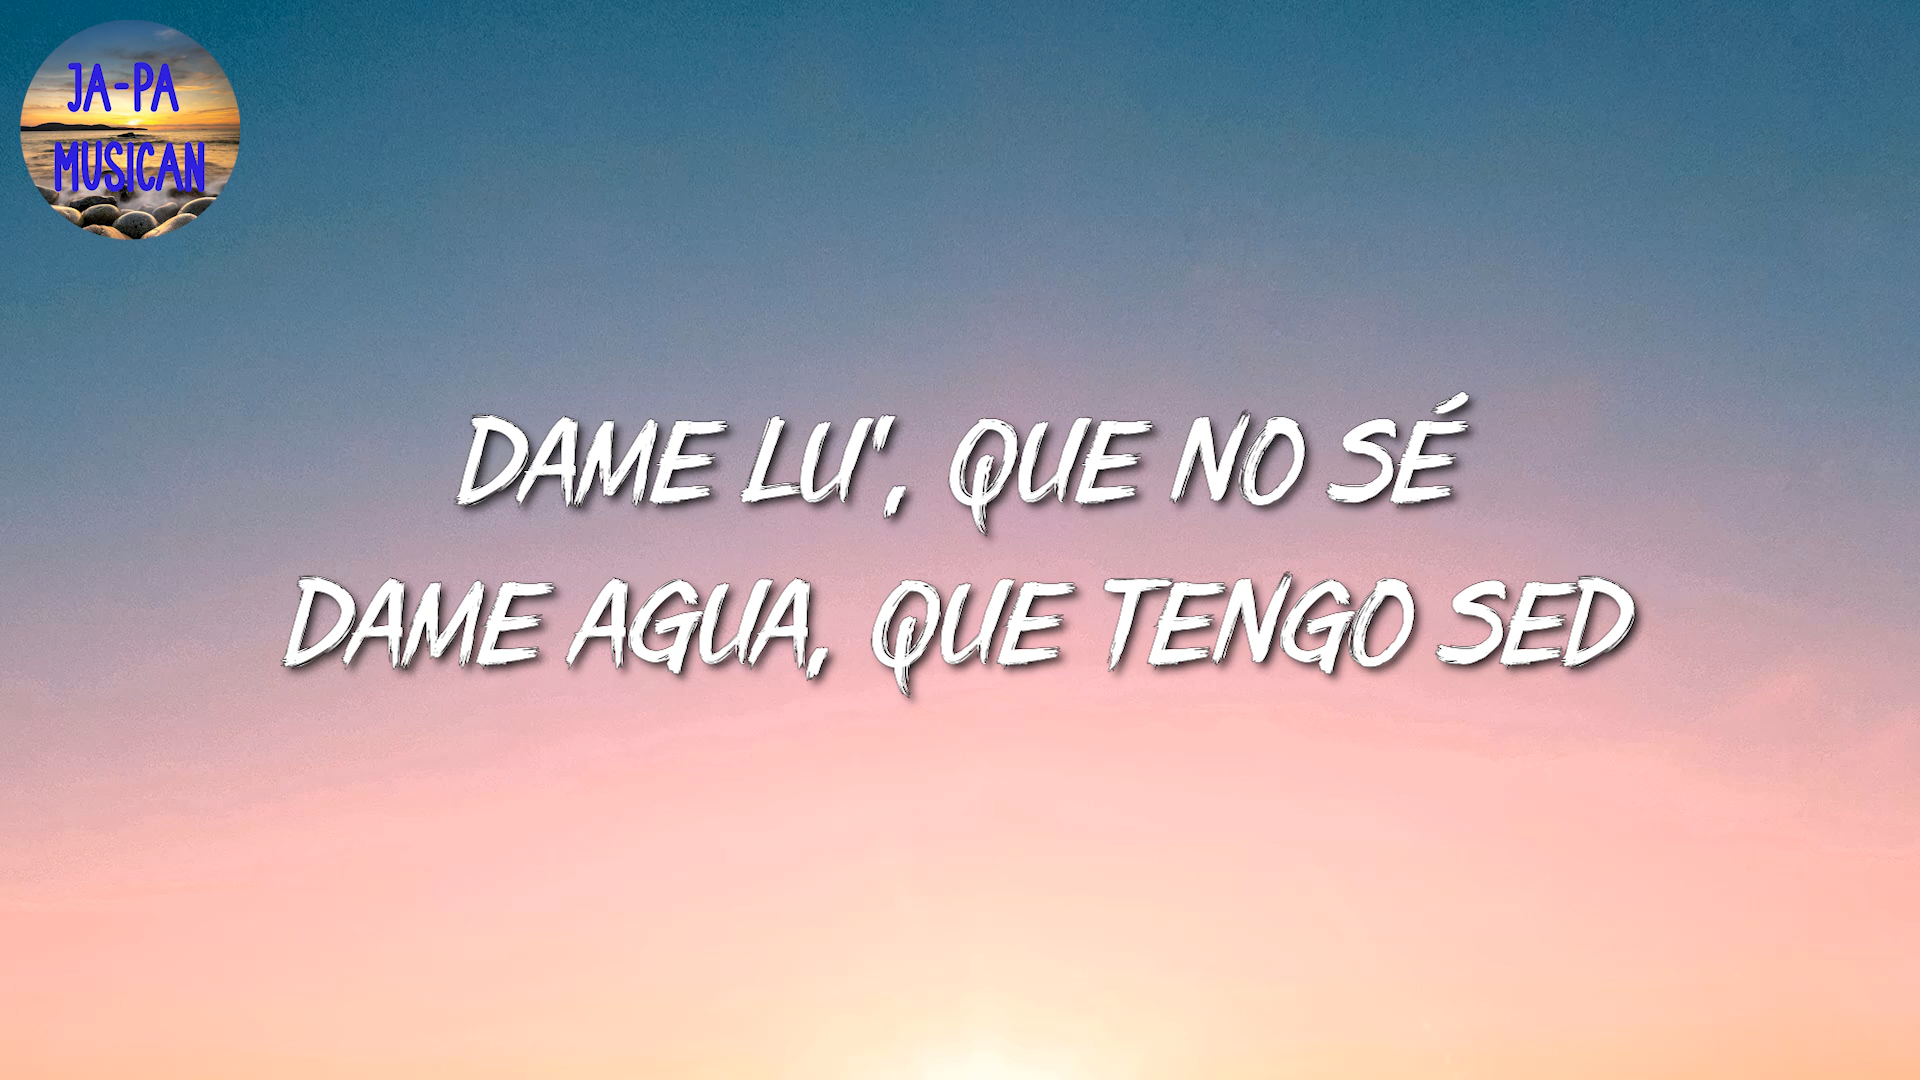 JA-PA
MUSICAN
DAME LU', QUE NO SÉ
DAME AGUA, QUE TENGO SED